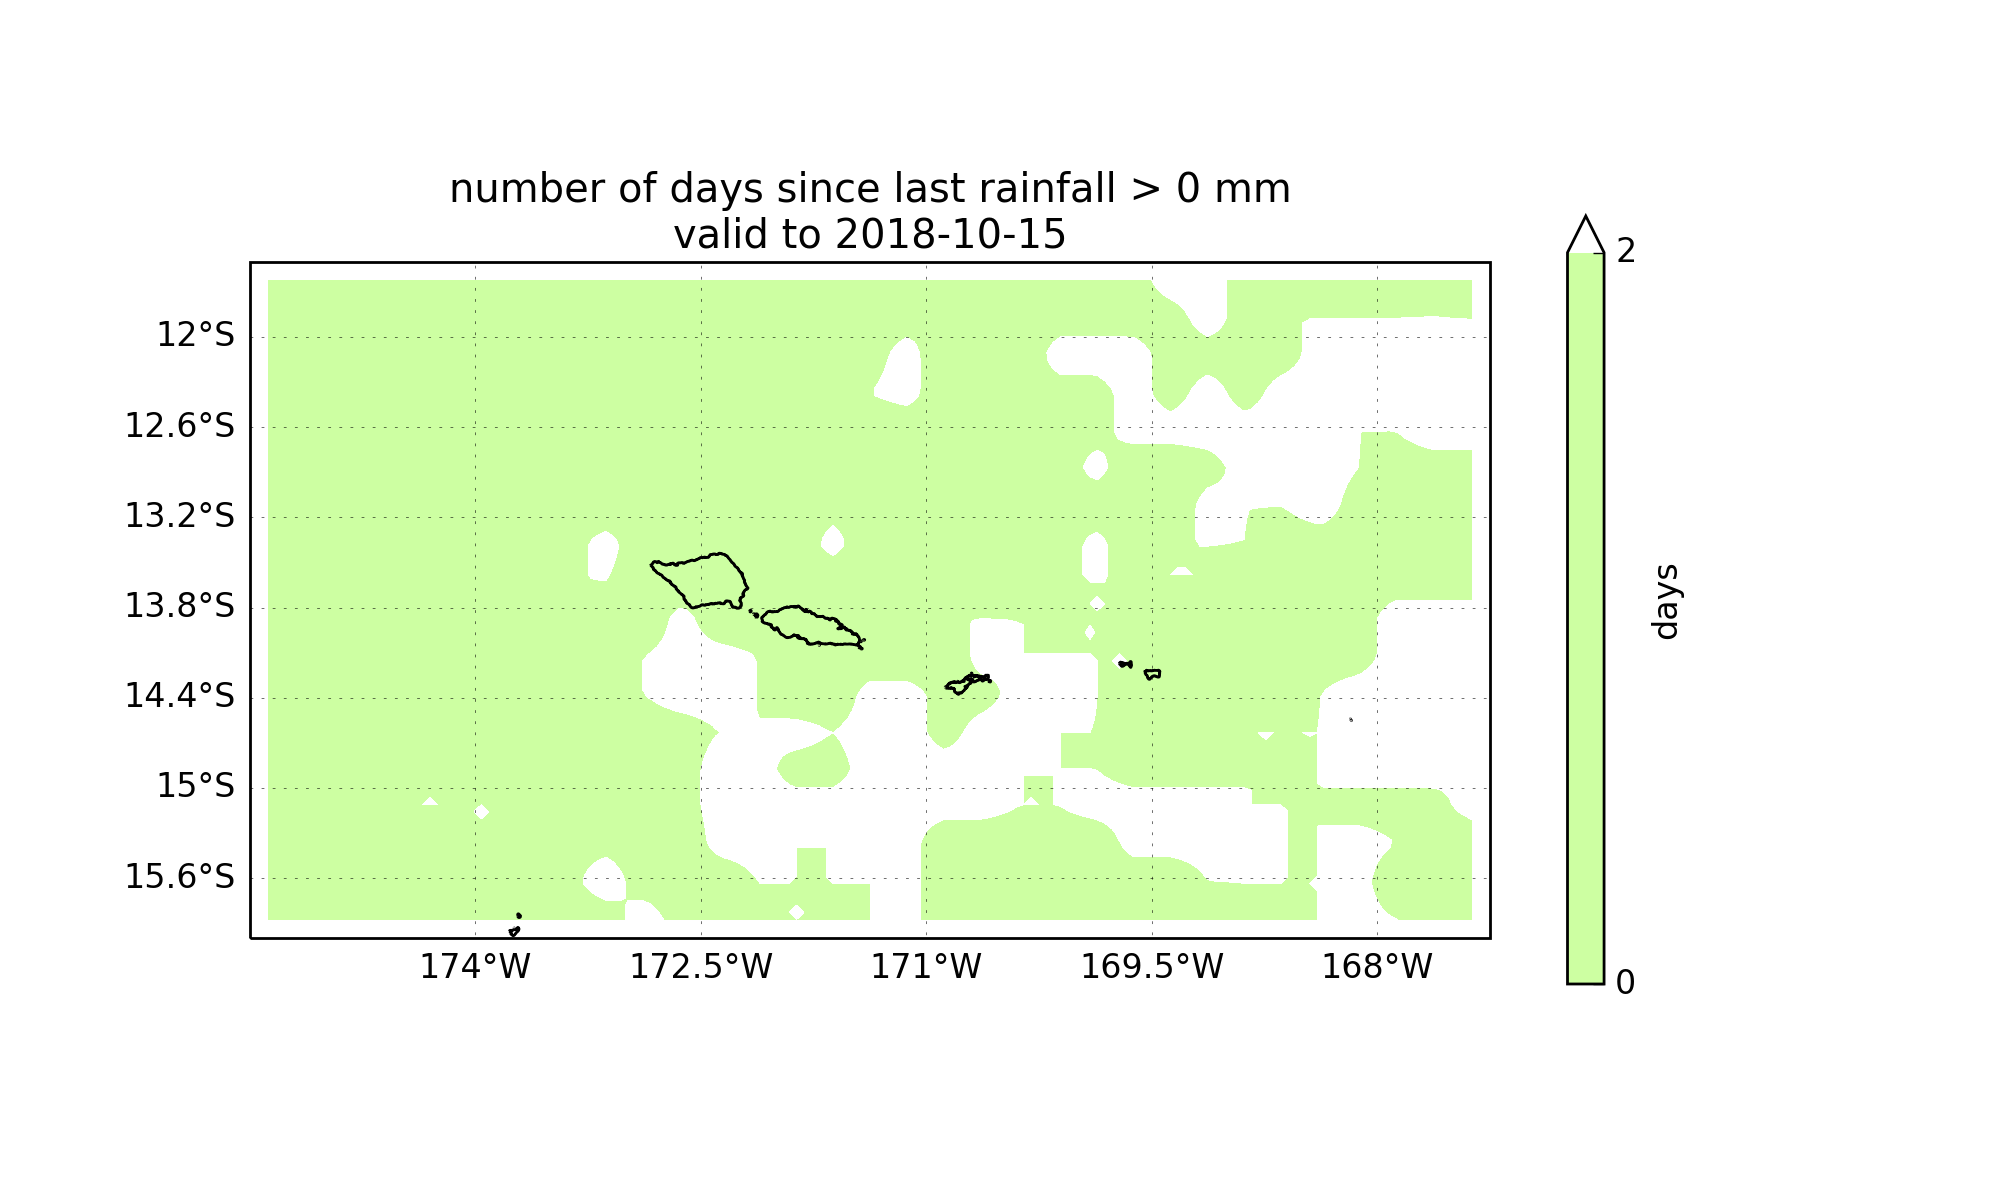 number of days since last rainfall > 0 mm
valid to 2018-10-15
2
12°S
12.6°S
13.2°S
13.8°S
days
14.4°S
15°S
15.6°S
174°W 172.5°W 171°W 169.5°W 168°W
0